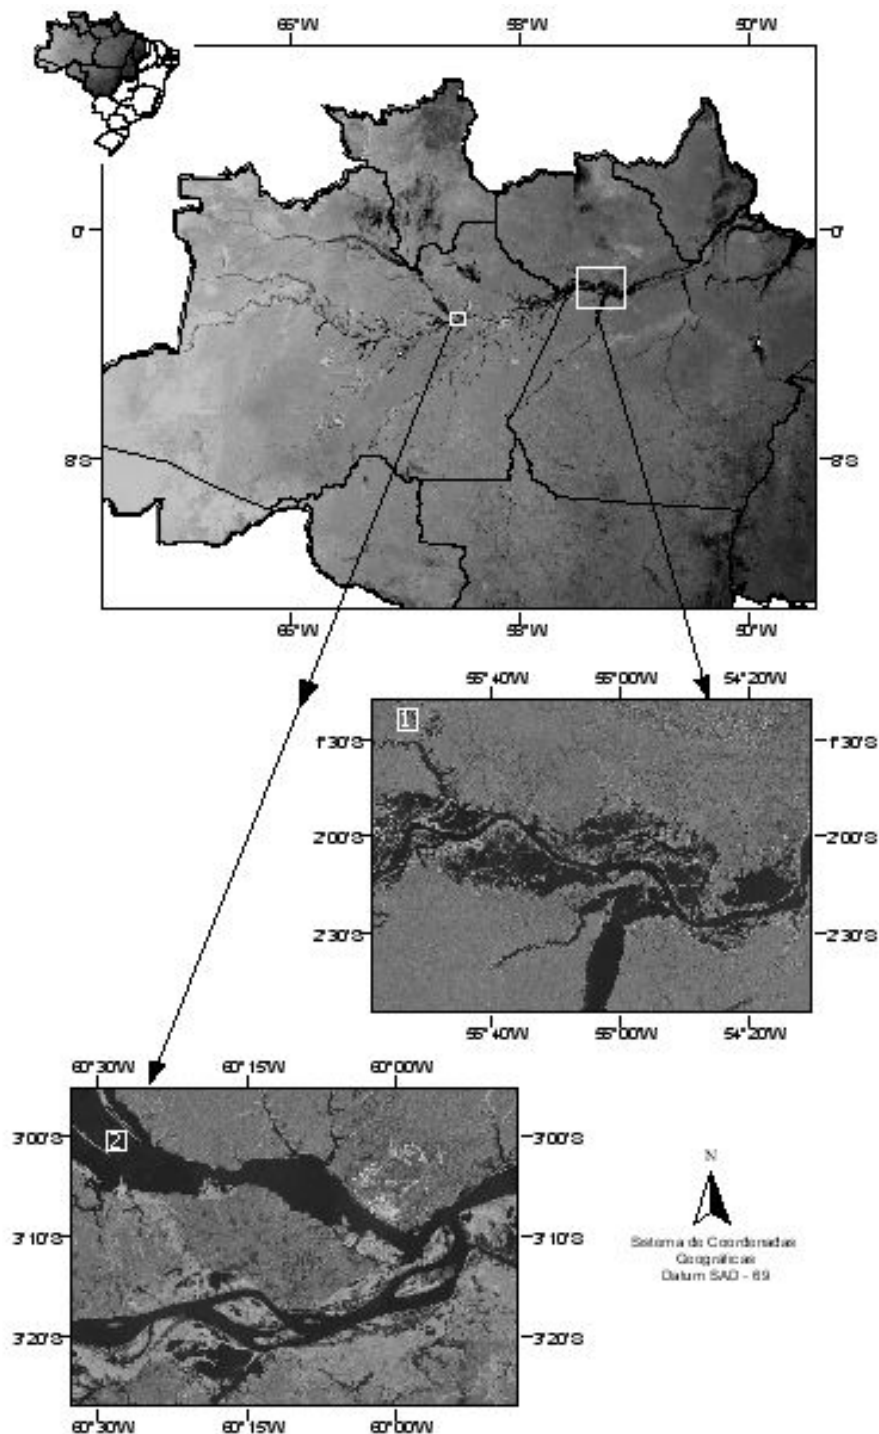 66°W 58°W 50°W
0° 0°
8°S 8°S
66°W 58°W 50°W
55°40'W 55°00'W 54°20'W
1
1°30'S 1°30'S
2°00'S 2°00'S
2°30'S 2°30'S
55°40'W 55°00'W 54°20'W
60°30'W 60°15'W 60°00'W
2
3°00'S 3°00'S
3°10'S 3°10'S
3°20'S 3°20'S
60°30'W 60°15'W 60°00'W
N
Sistema de Coordenadas
Geográficas
Datum SAD - 69